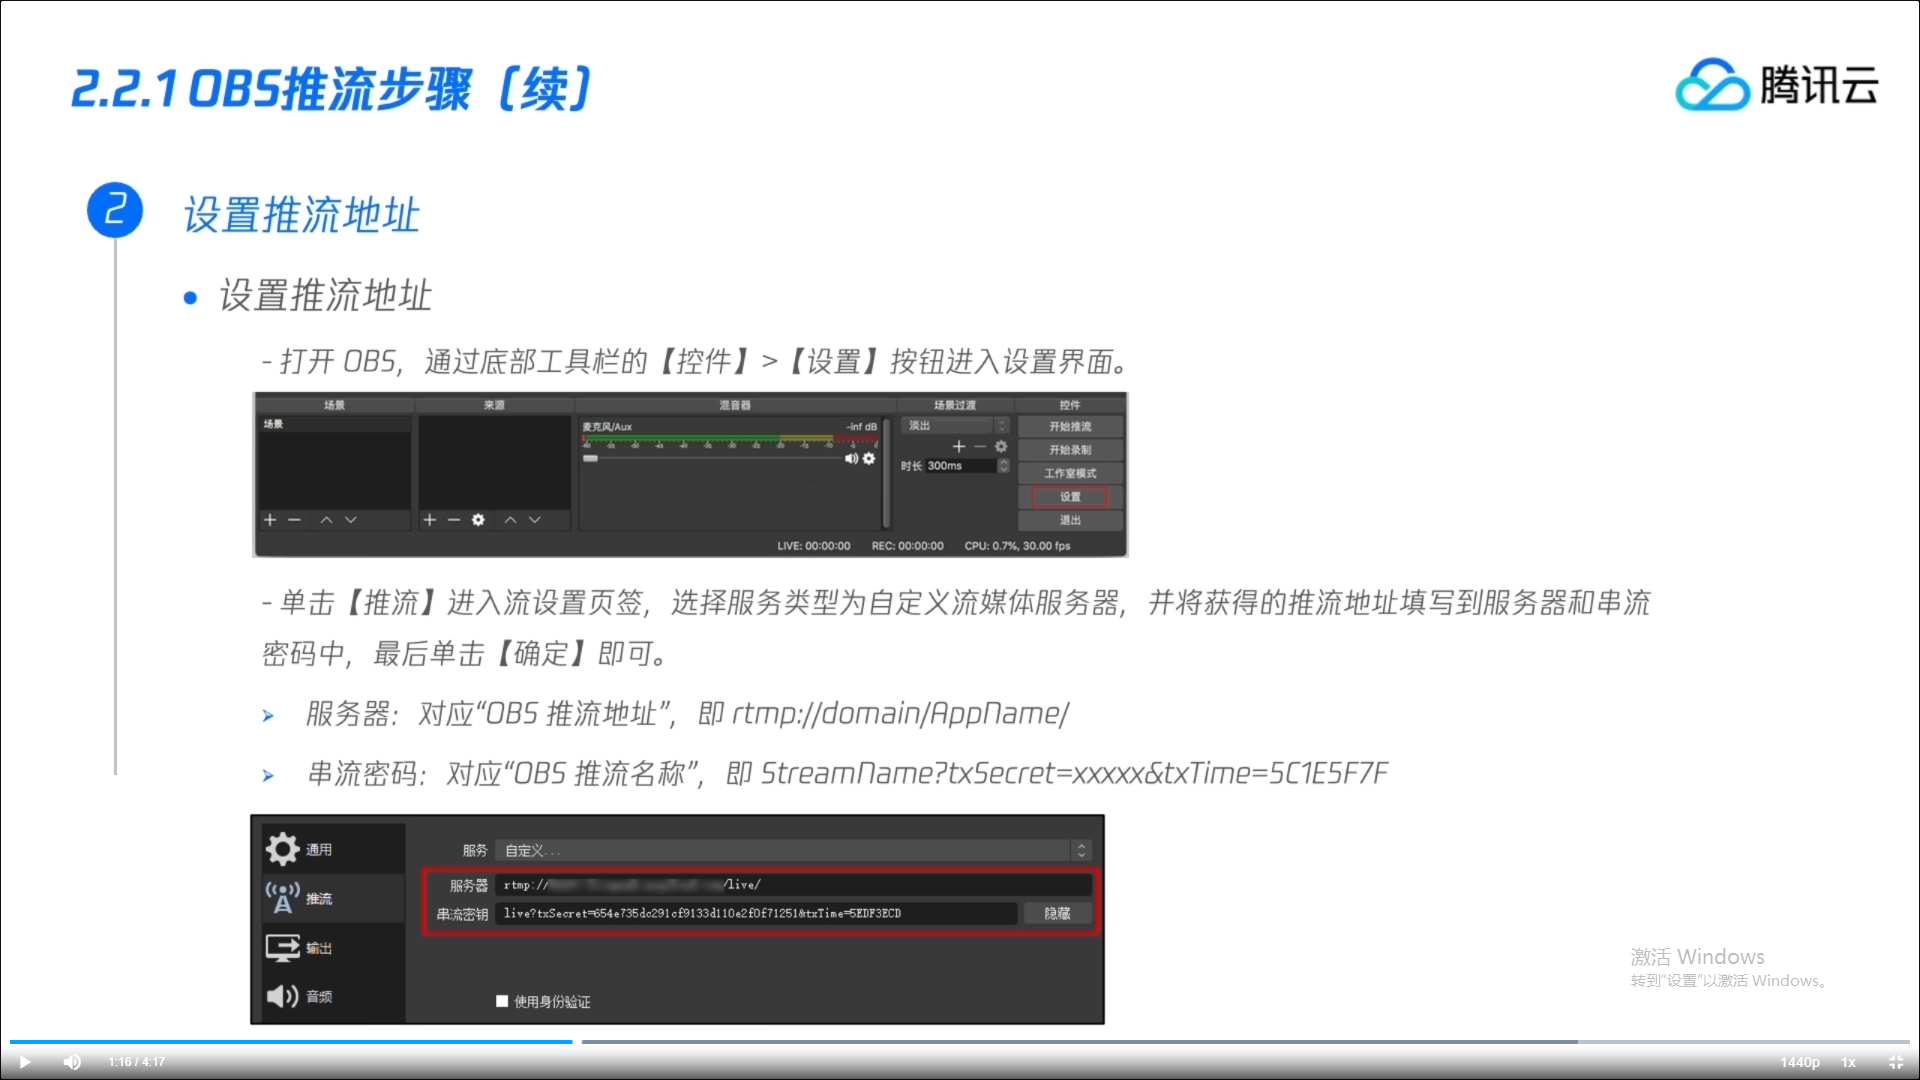 2.2.1 OBS推流步骤（续）
腾讯云
2
设置推流地址
设置推流地址
- 打开 OBS，通过底部工具栏的【控件】>【设置】按钮进入设置界面。
场景 来源 混音器 场景过渡 控件
场景 麦克风/Aux -inf dB 淡出 开始推流
开始录制
时长 300ms 工作室模式
设置
退出
LIVE: 00:00:00 REC: 00:00:00 CPU: 0.7%, 30.00 fps
- 单击【推流】进入流设置页签，选择服务类型为自定义流媒体服务器，并将获得的推流地址填写到服务器和串流
密码中，最后单击【确定】即可。
服务器：对应“OBS 推流地址”，即 rtmp://domain/AppName/
串流密码：对应“OBS 推流名称”，即 StreamName?txSecret=xxxxx&txTime=5C1E5F7F
通用 服务 自定义...
服务器 rtmp:// /live/
推流 串流密钥 live?txSecret=654e735dc291cf9133d110e2f0f71251&txTime=5EDF3ECD 隐藏
输出
音频 使用身份验证
激活 Windows
转到“设置”以激活 Windows。
1:16 / 4:17 1440p 1x